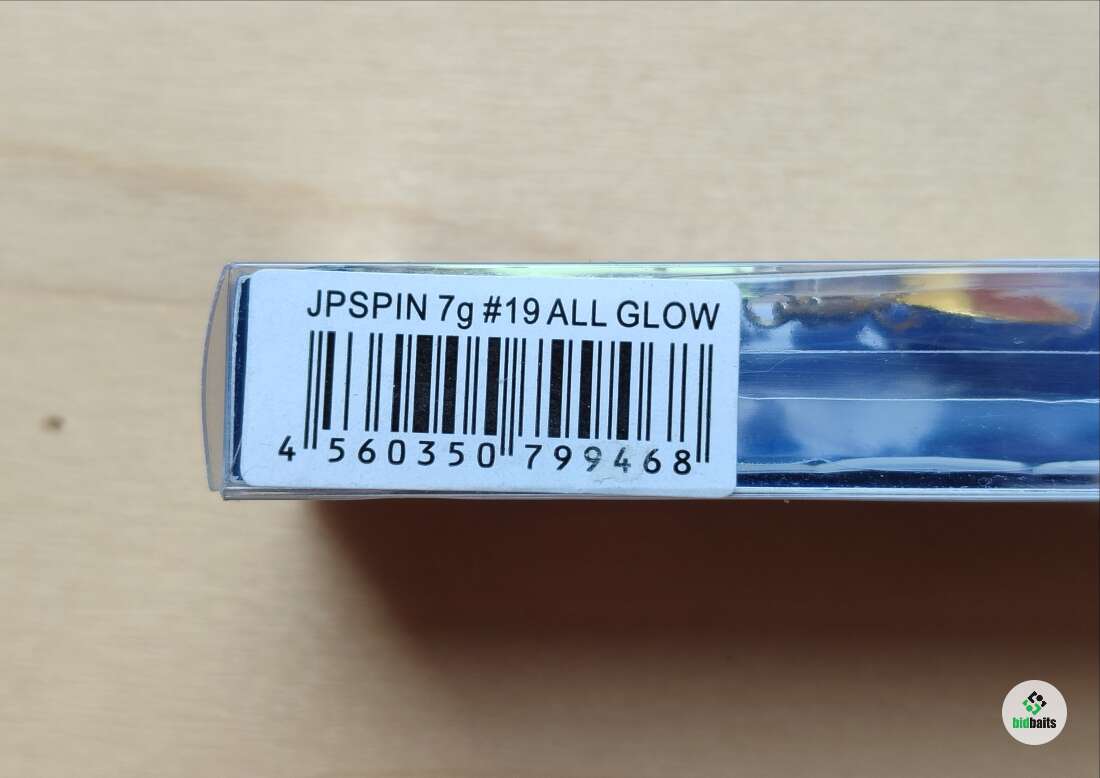 JPSPIN 7g #19 ALL GLOW
4 560350 799468
bidbaits